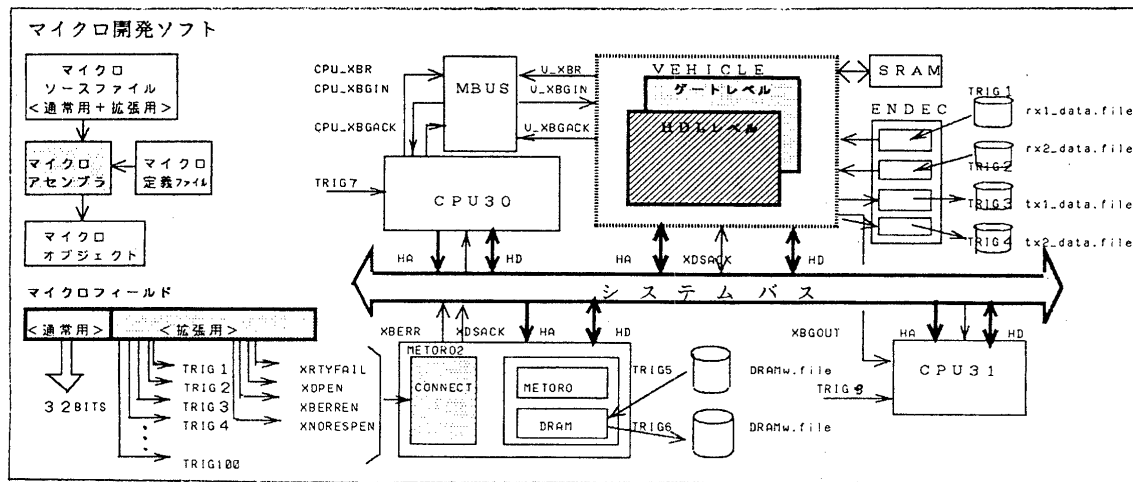 マイクロ開発ソフト
マイクロ
ソースファイル
<通常用+拡張用>
マイクロ
アセンブラ
マイクロ
定義ファイル
マイクロ
オブジェクト
マイクロフィールド
<通常用>
<拡張用>
32BITS
TRIG1
TRIG2
TRIG3
TRIG4
TRIG100
XRTYFAIL
XDPEN
XBERREN
XNORESPEN
CPU_XBR
CPU_XBGIN
CPU_XBGACK
MBUS
V_XBR
V_XBGIN
V_XBGACK
TRIG7
CPU30
VEHICLE
ゲートレベル
HDLレベル
SRAM
ENDEC
TRIG1
rx1_data.file
TRIG2
rx2_data.file
TRIG3
tx1_data.file
TRIG4
tx2_data.file
HA
HD
HA
XDSACK
HD
システムバス
XBERR
XDSACK
HA
HD
METORO2
CONNECT
METORO
DRAM
TRIG5
DRAMw.file
TRIG6
DRAMw.file
XBGOUT
HA
HD
TRIG8
CPU31